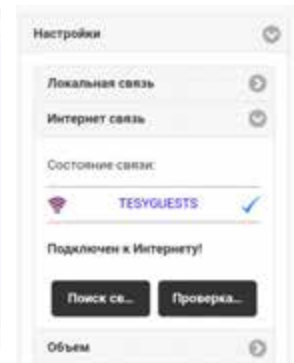 Настройки
Локальная связь
Интернет связь
Состояние связи:
TESYGUESTS
Подключен к Интернету!
Поиск св...
Проверка...
Объем